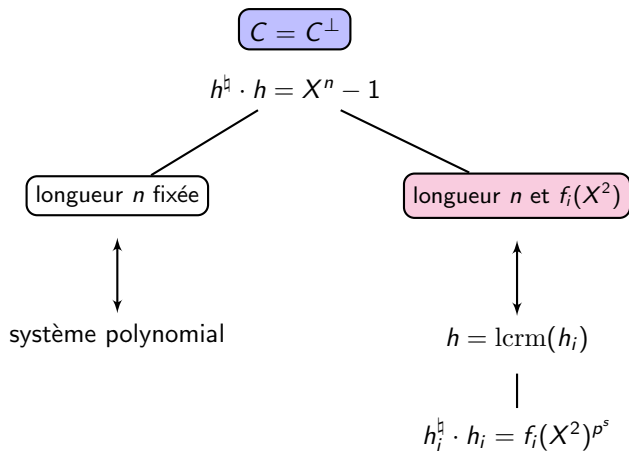 C = C^⊥
h^♮ · h = X^n − 1
longueur n fixée
longueur n et f_i(X^2)
système polynomial
h = lcrm(h_i)
h_i^♮ · h_i = f_i(X^2)^{p^s}